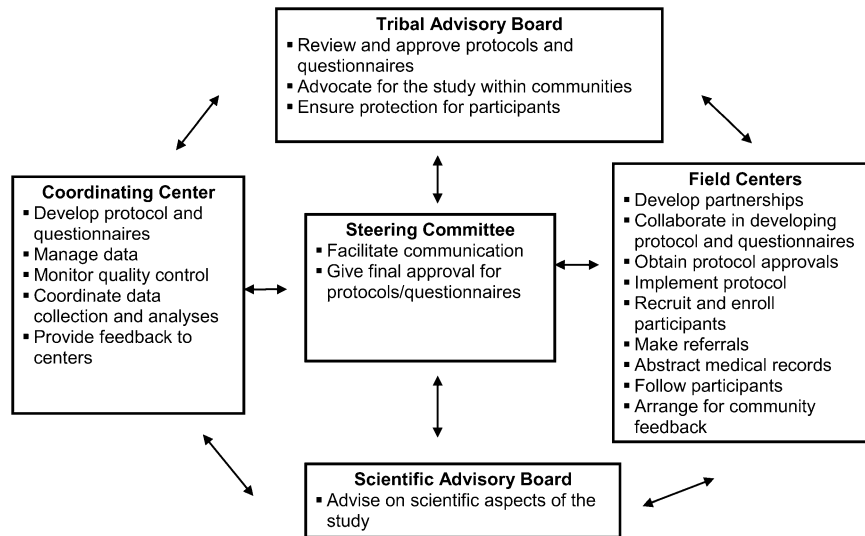 Tribal Advisory Board
▪ Review and approve protocols and
questionnaires
▪ Advocate for the study within communities
▪ Ensure protection for participants
Coordinating Center
▪ Develop protocol and
questionnaires
▪ Manage data
▪ Monitor quality control
▪ Coordinate data
collection and analyses
▪ Provide feedback to
centers
Steering Committee
▪ Facilitate communication
▪ Give final approval for
protocols/questionnaires
Field Centers
▪ Develop partnerships
▪ Collaborate in developing
protocol and questionnaires
▪ Obtain protocol approvals
▪ Implement protocol
▪ Recruit and enroll
participants
▪ Make referrals
▪ Abstract medical records
▪ Follow participants
▪ Arrange for community
feedback
Scientific Advisory Board
▪ Advise on scientific aspects of the
study